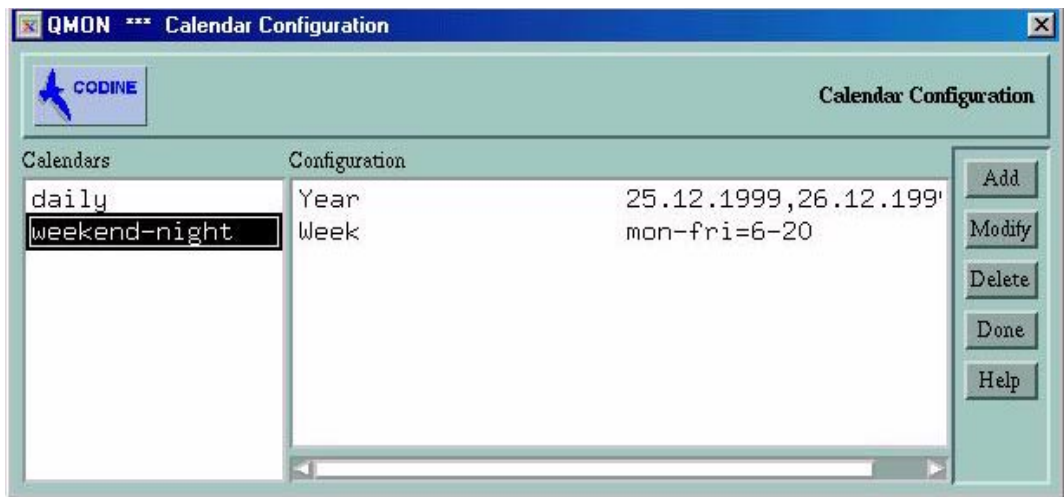 QMON *** Calendar Configuration
CODINE
Calendar Configuration
Calendars
Configuration
daily
weekend-night
Year 25.12.1999,26.12.199
Week mon-fri=6-20
Add
Modify
Delete
Done
Help